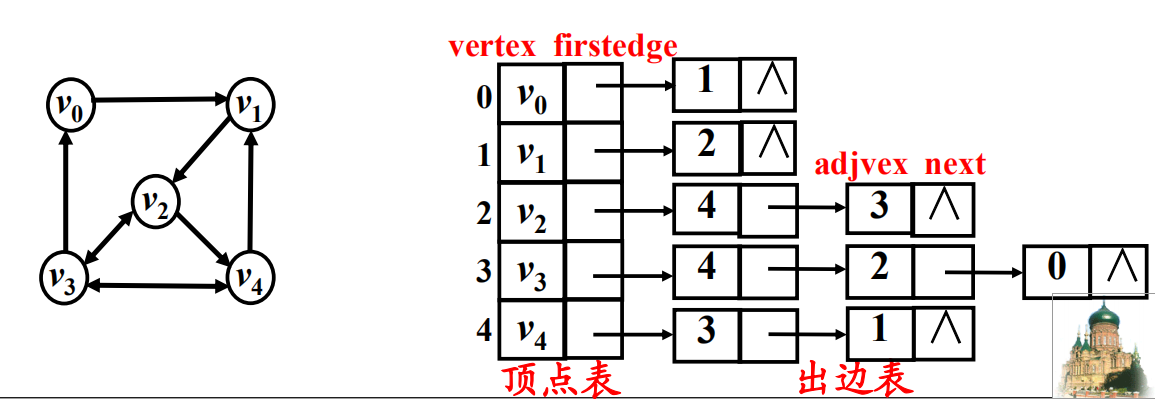 vertex firstedge
v0 v1 v2 v3 v4
0 v0 1 ∧
1 v1 2 ∧
adjvex next
2 v2 4 3 ∧
3 v3 4 2 0 ∧
4 v4 3 1 ∧
顶点表 出边表